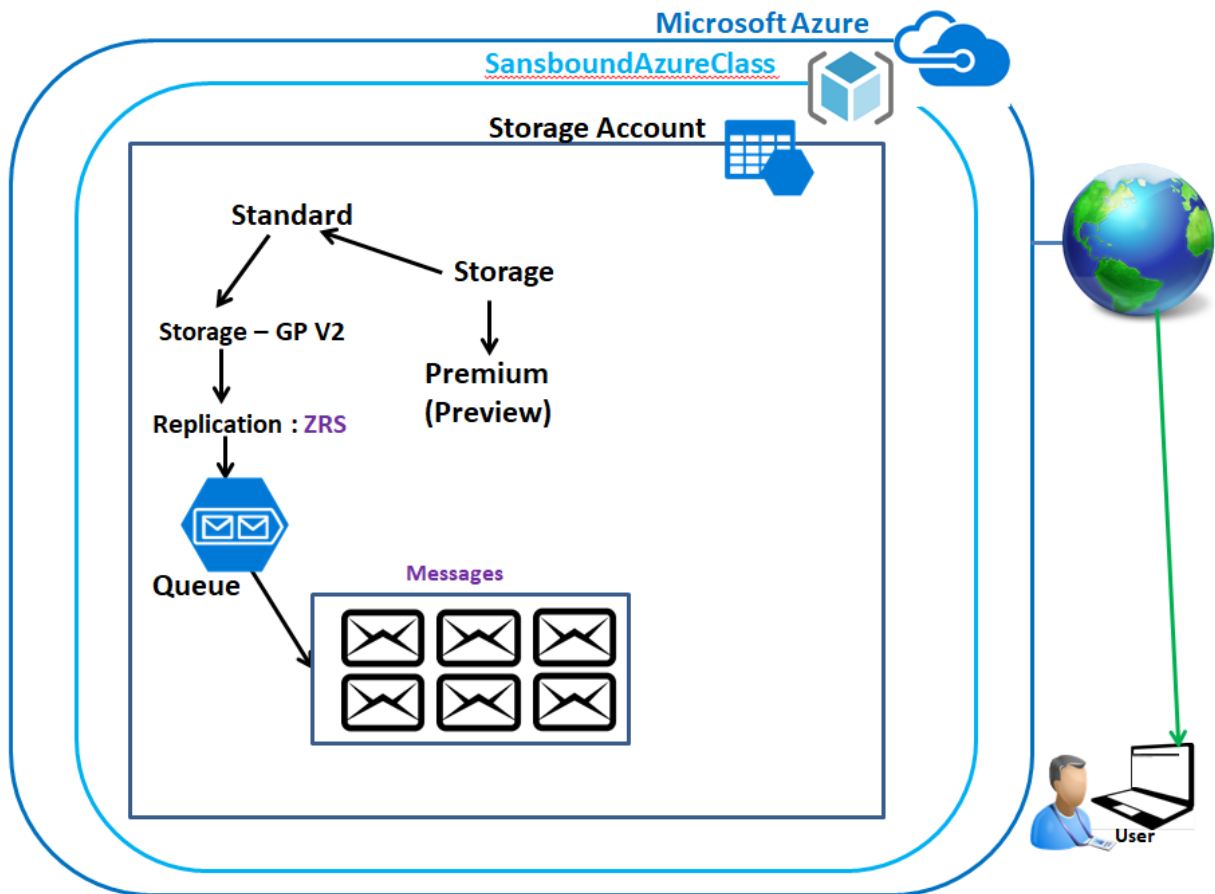 Microsoft Azure
SansboundAzureClass
Storage Account
Standard
Storage
Storage – GP V2
Premium
(Preview)
Replication : ZRS
Queue
Messages
User